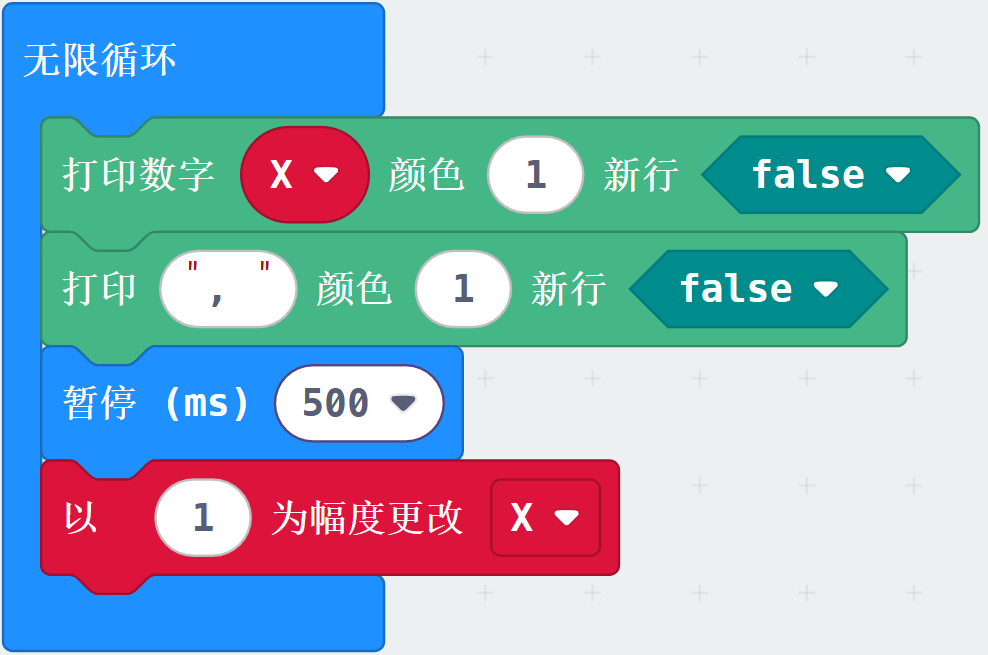 无限循环
打印数字 X 颜色 1 新行 false
打印 " , " 颜色 1 新行 false
暂停 (ms) 500
以 1 为幅度更改 X